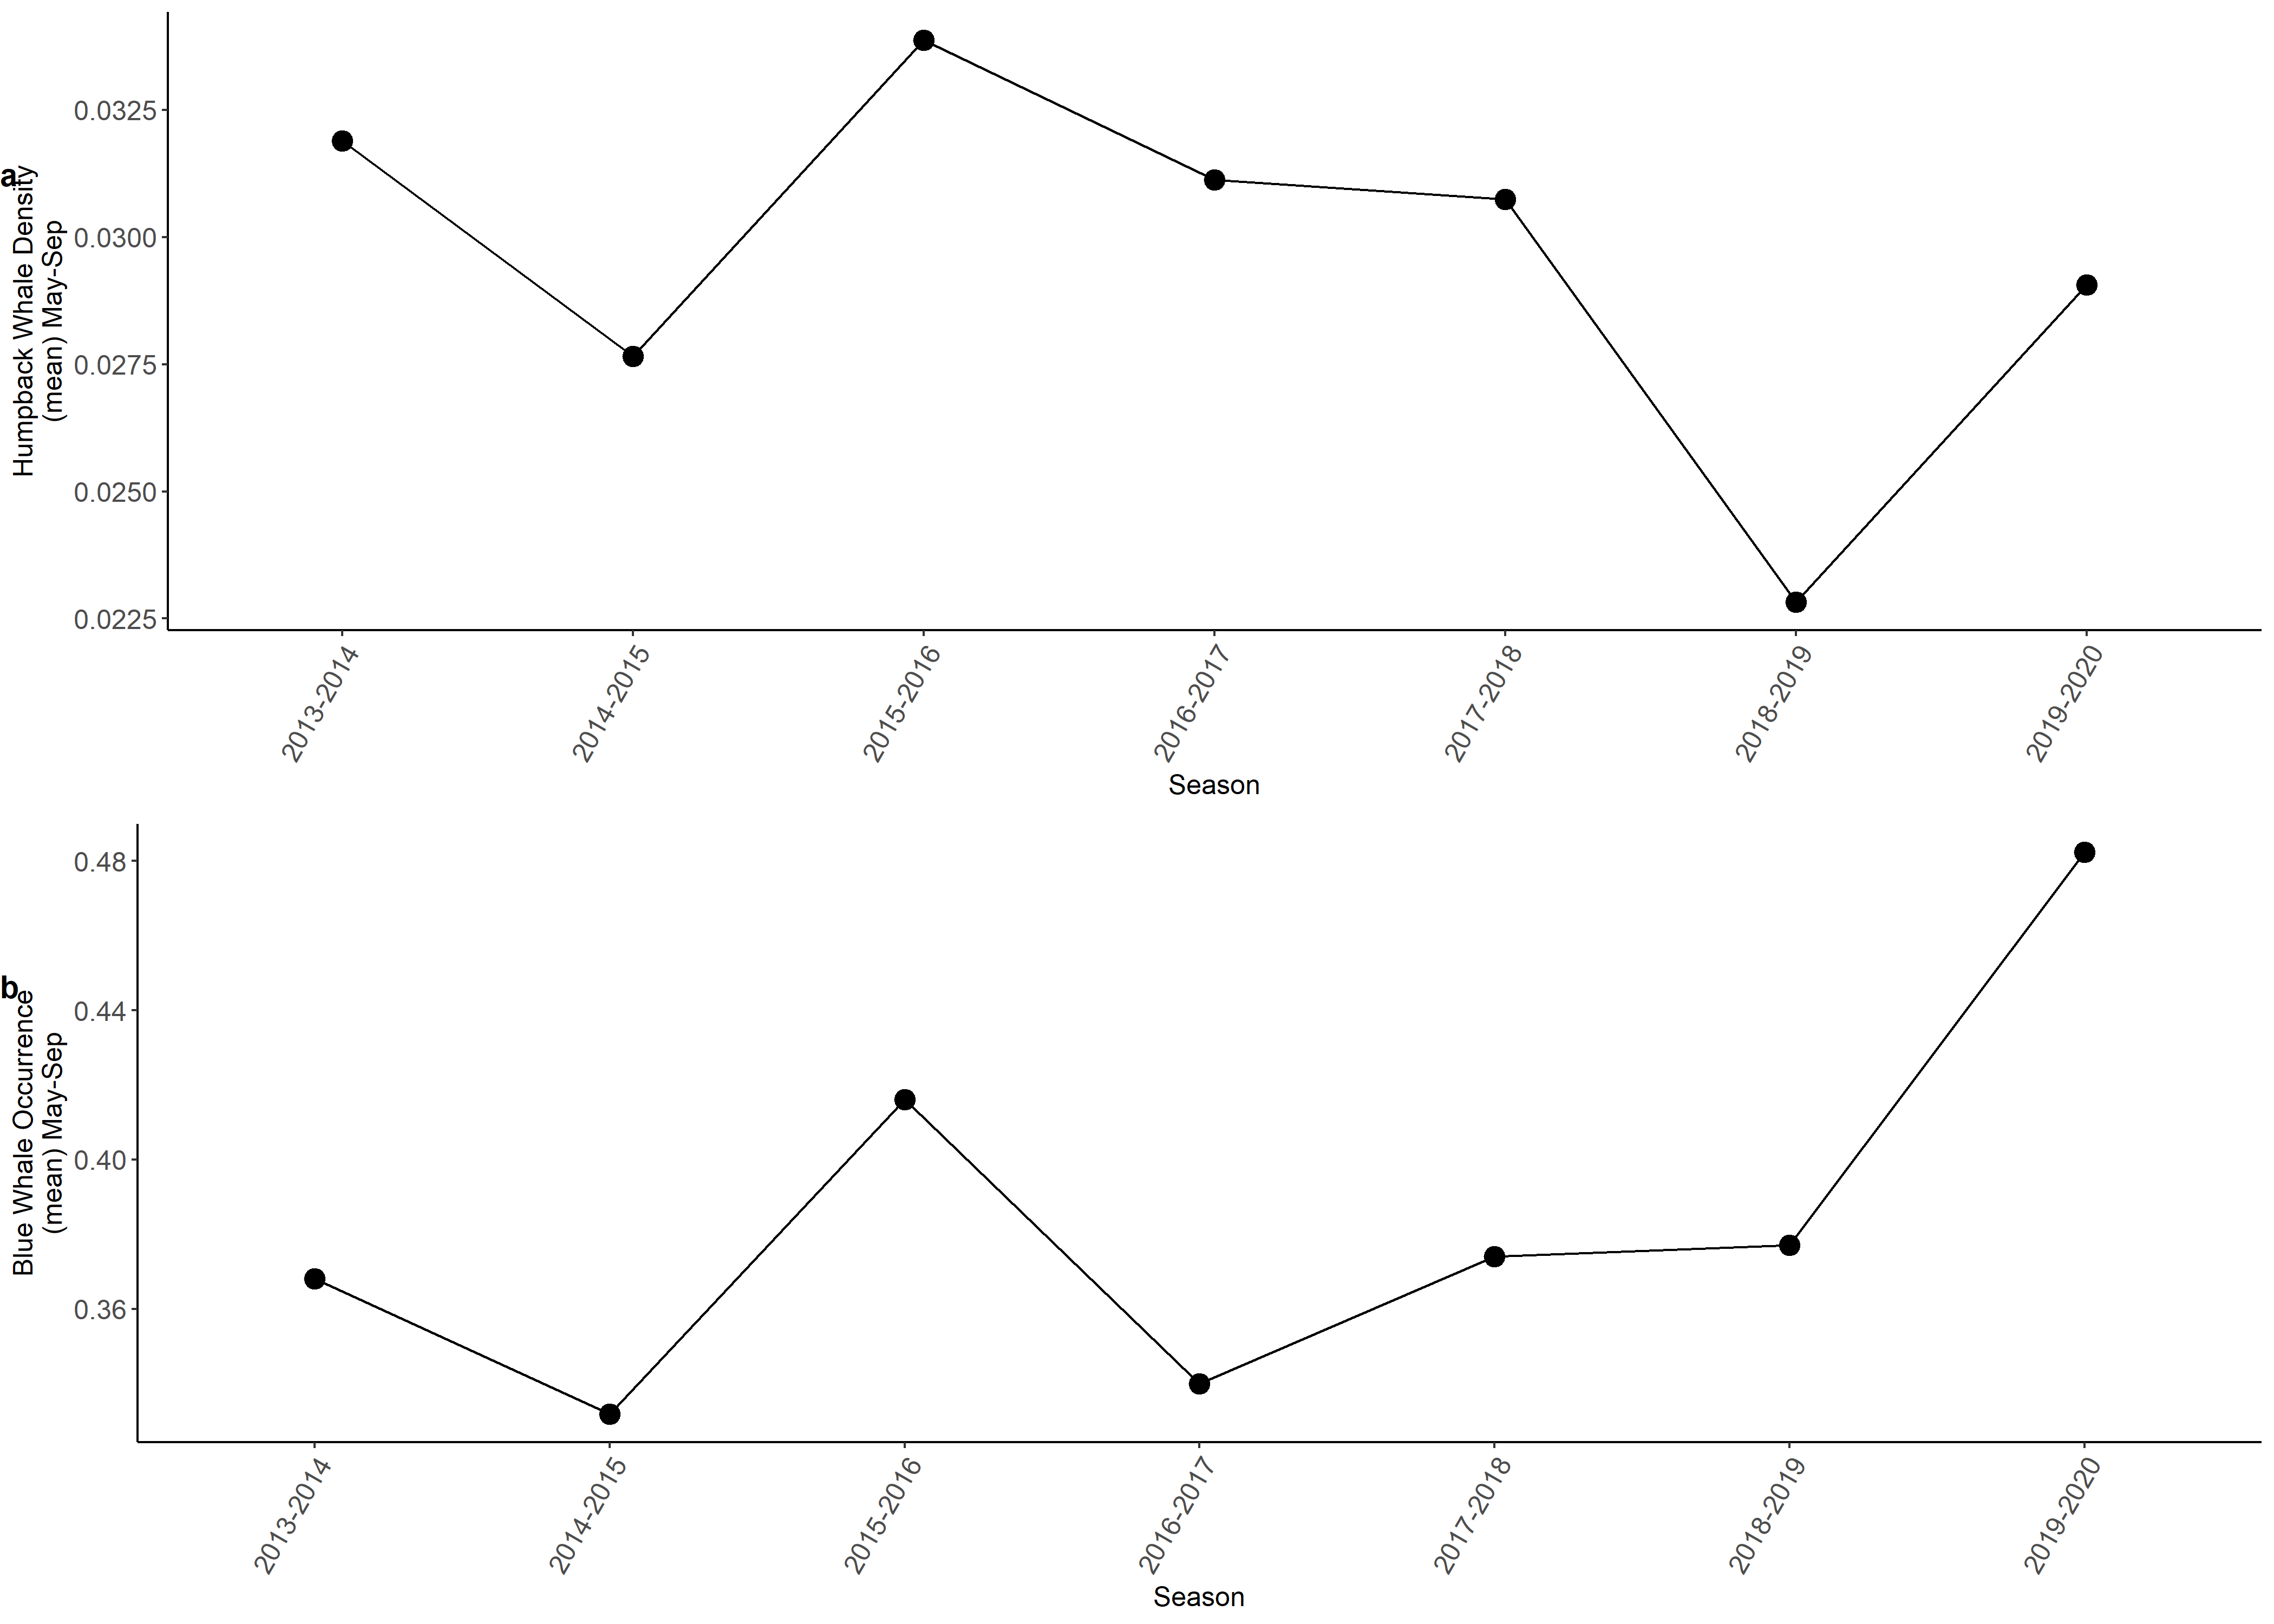 a
Humpback Whale Density
(mean) May-Sep
0.0325
0.0300
0.0275
0.0250
0.0225
2013-2014
2014-2015
2015-2016
2016-2017
2017-2018
2018-2019
2019-2020
Season
b
Blue Whale Occurrence
(mean) May-Sep
0.48
0.44
0.40
0.36
2013-2014
2014-2015
2015-2016
2016-2017
2017-2018
2018-2019
2019-2020
Season